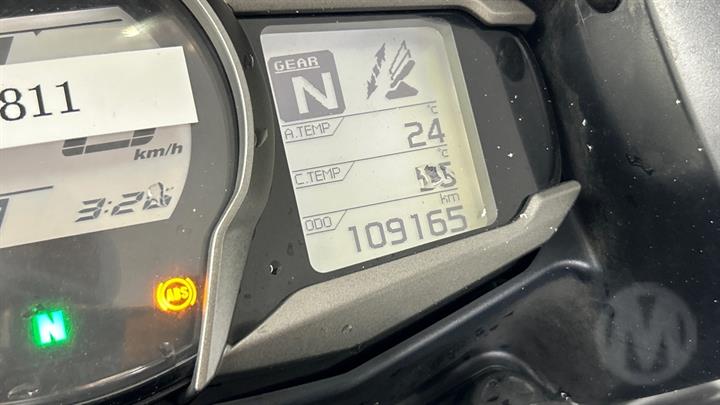 811
km/h
GEAR
N
A.TEMP
°C
24
C.TEMP
°C
ODO
km
109165
ABS
N
M